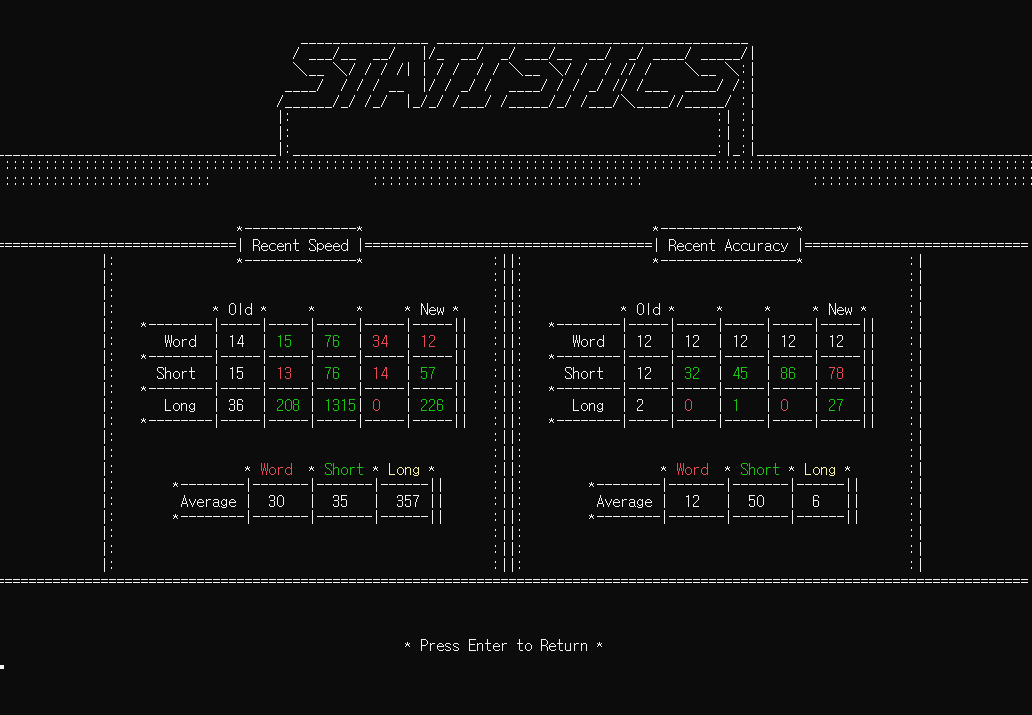 STATISTICS
Recent Speed
Old New
Word 14 15 76 34 12
Short 15 13 76 14 57
Long 36 208 1315 0 226
Word * Short * Long
Average 30 35 357
Recent Accuracy
Old New
Word 12 12 12 12 12
Short 12 32 45 86 78
Long 2 0 1 0 27
Word * Short * Long
Average 12 50 6
* Press Enter to Return *